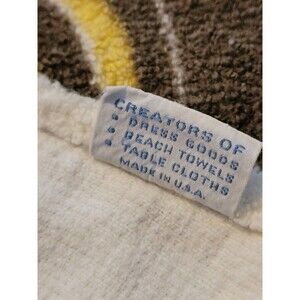 CREATORS OF
• DRESS GOODS
• BEACH TOWELS
• TABLE CLOTHS
MADE IN U.S.A.